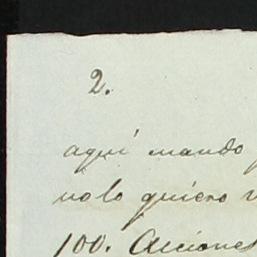 2.
aquí mando
no lo quiero
100. Acciones